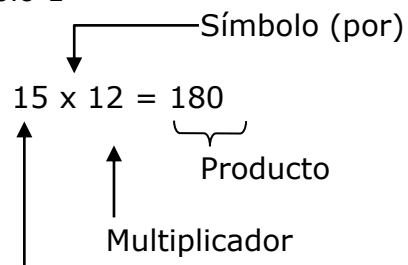 Símbolo (por)
15 x 12 = 180
Producto
Multiplicador